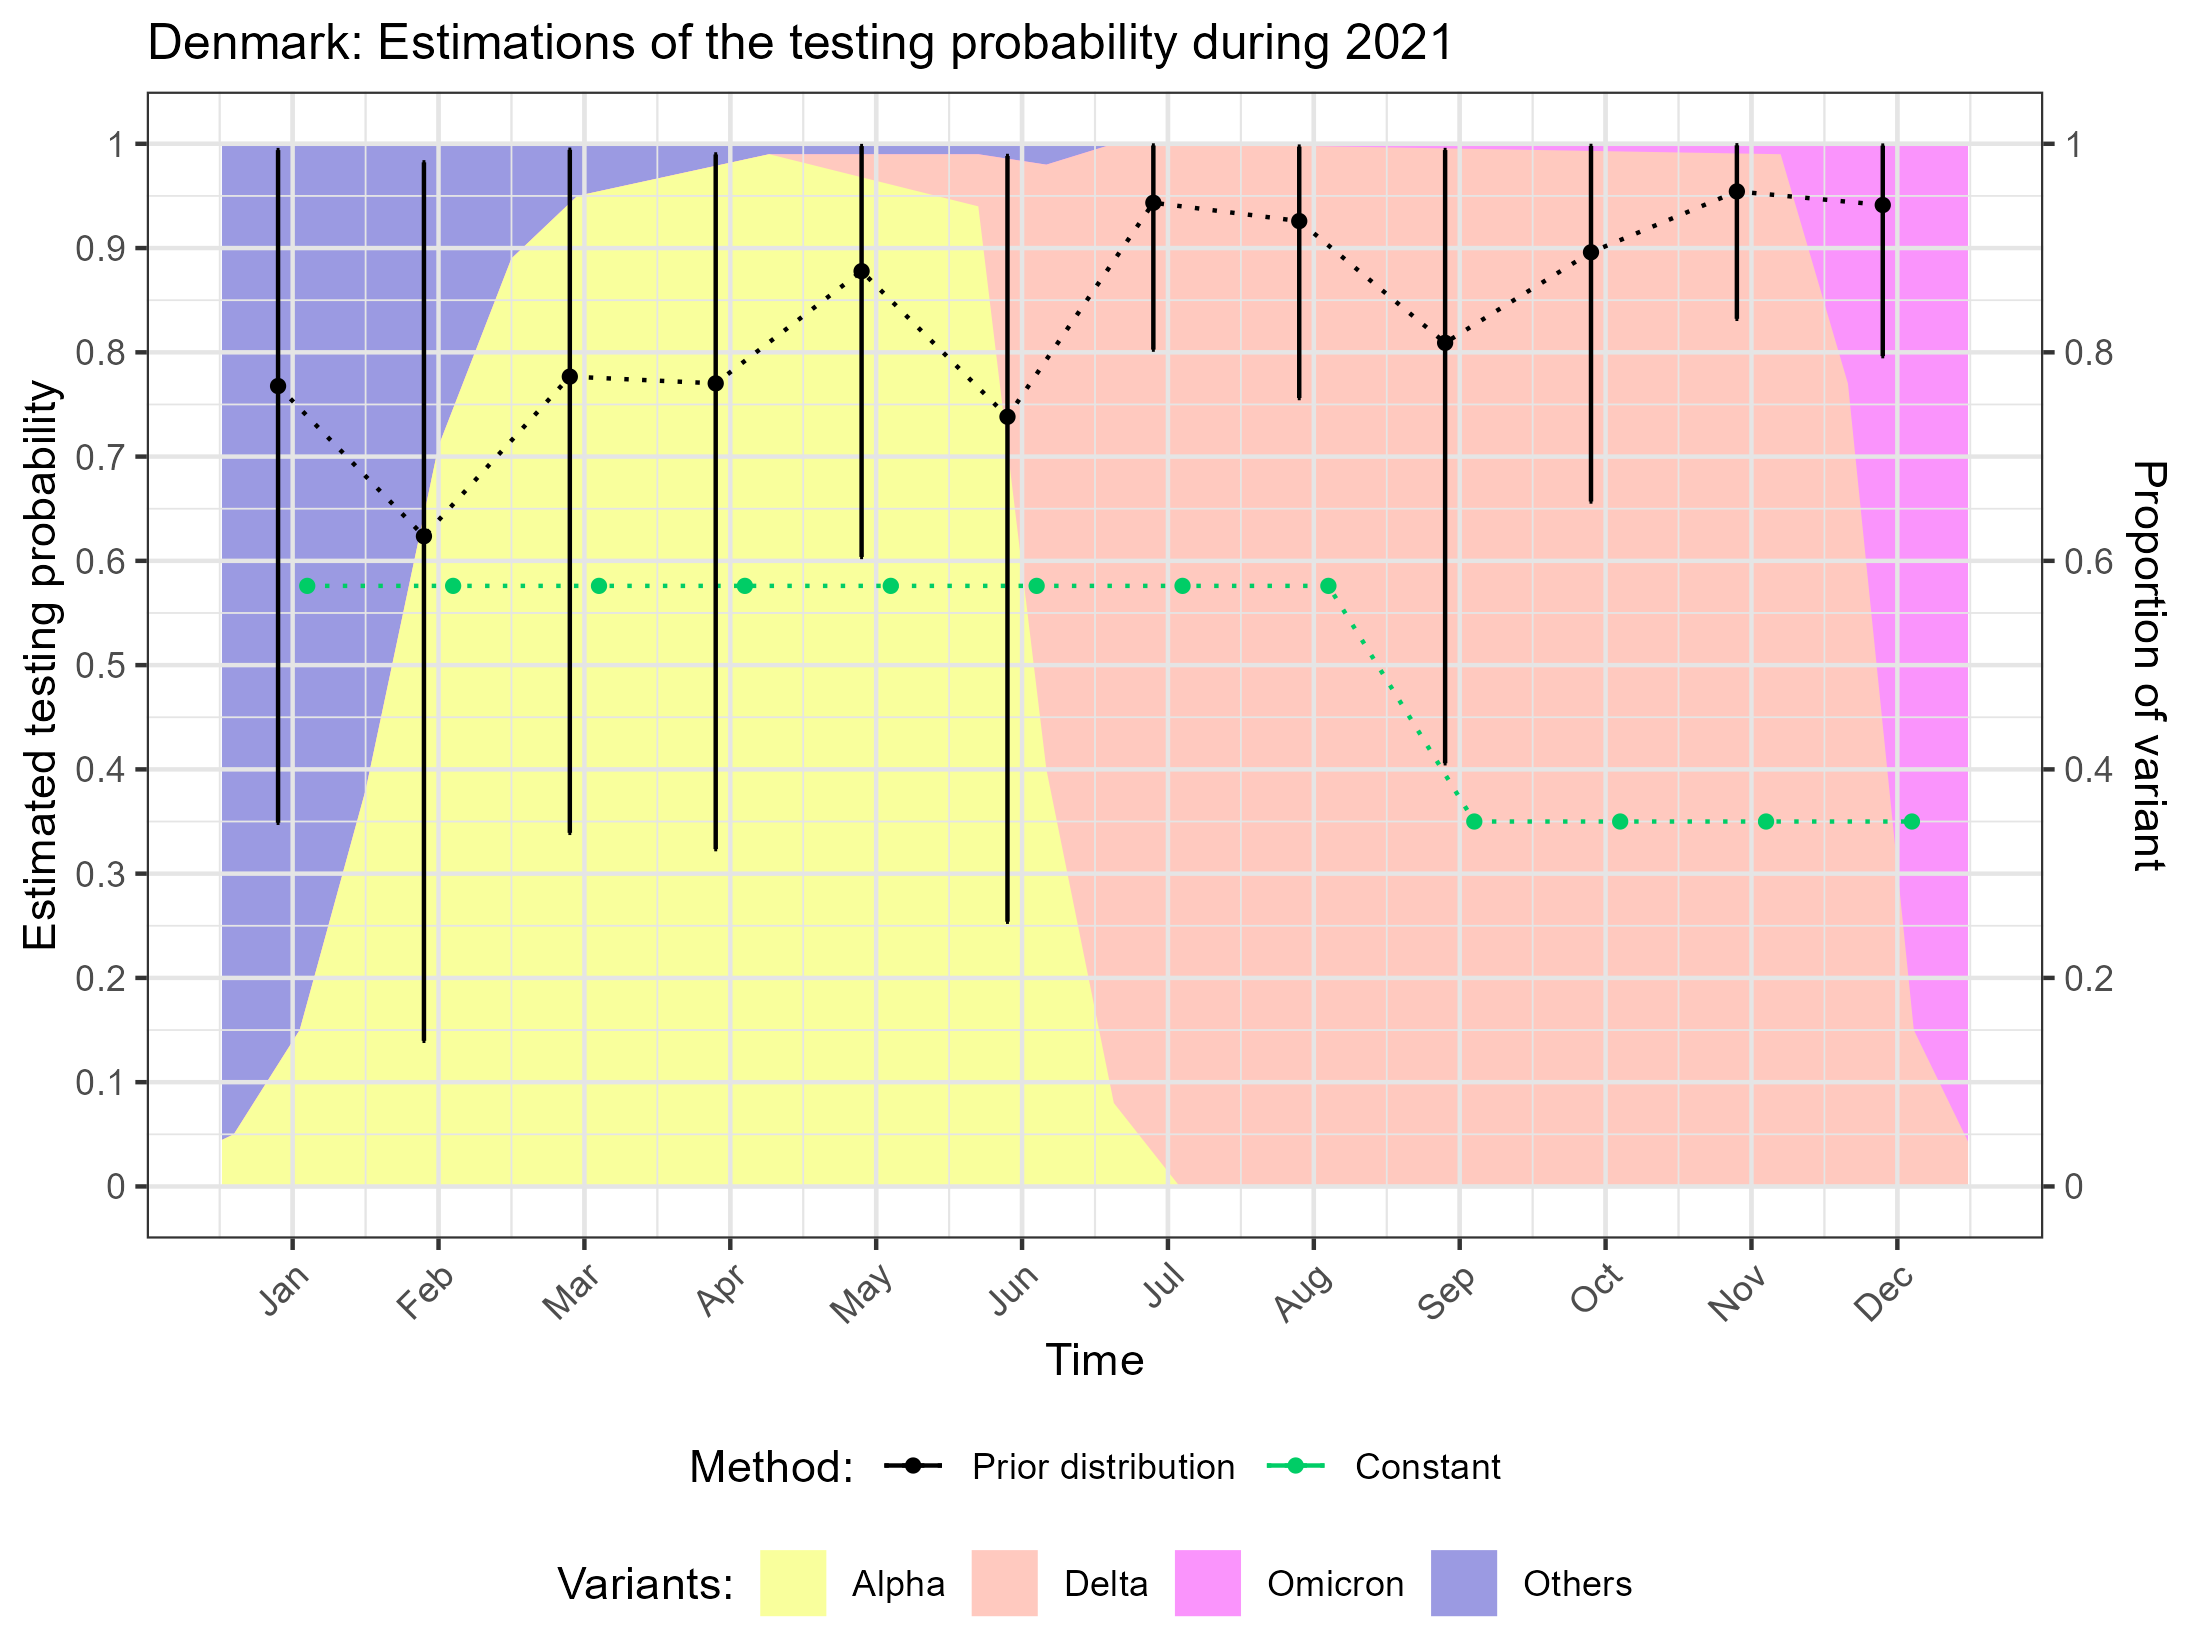 Denmark: Estimations of the testing probability during 2021
Estimated testing probability
1
0.9
0.8
0.7
0.6
0.5
0.4
0.3
0.2
0.1
0
1
0.8
0.6
0.4
0.2
0
Proportion of variant
Jan Feb Mar Apr May Jun Jul Aug Sep Oct Nov Dec
Time
Method: Prior distribution Constant
Variants: Alpha Delta Omicron Others